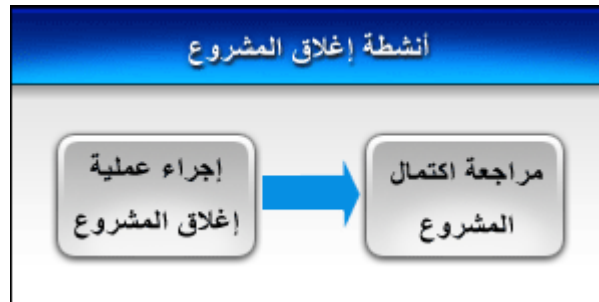 أنشطة إغلاق المشروع
مراجعة اكتمال
المشروع
إجراء عملية
إغلاق المشروع